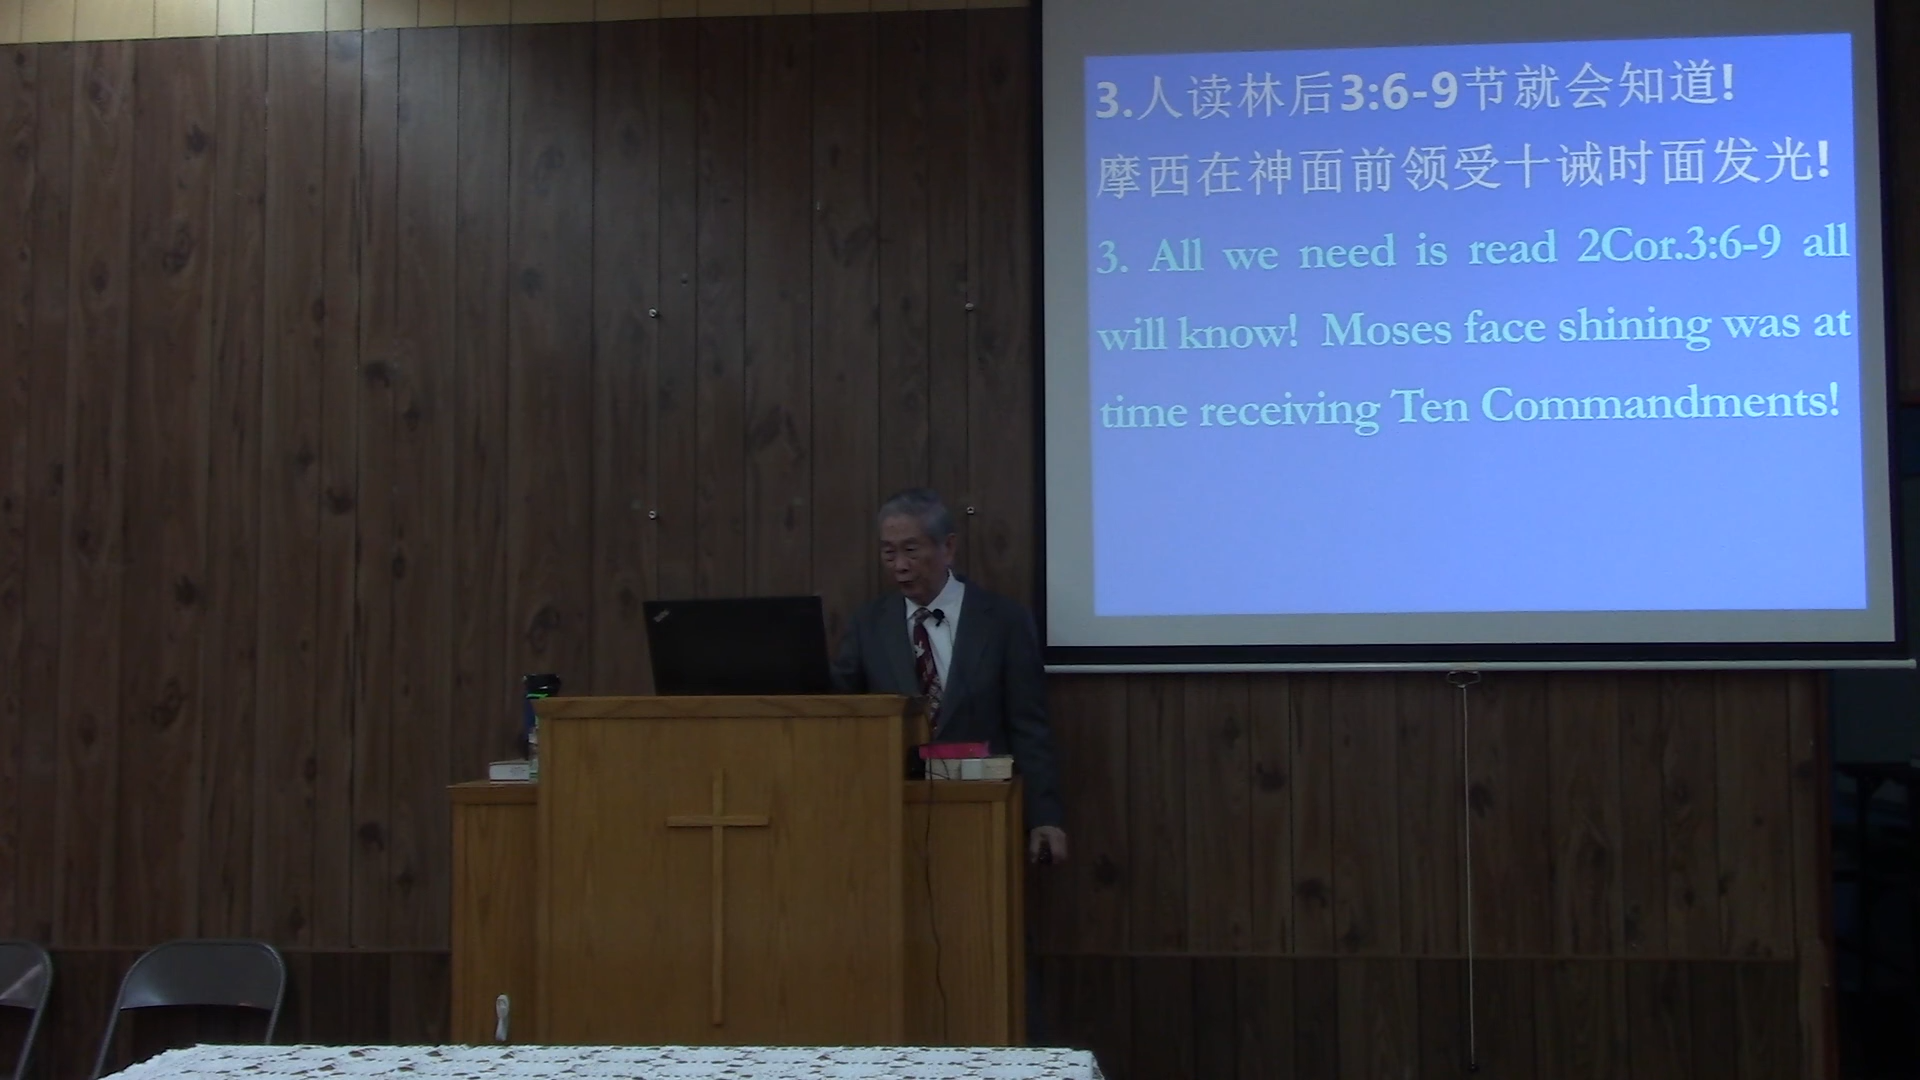 3.人读林后3:6-9节就会知道!
摩西在神面前领受十诫时面发光!
3. All we need is read 2Cor.3:6-9 all
will know! Moses face shining was at
time receiving Ten Commandments!